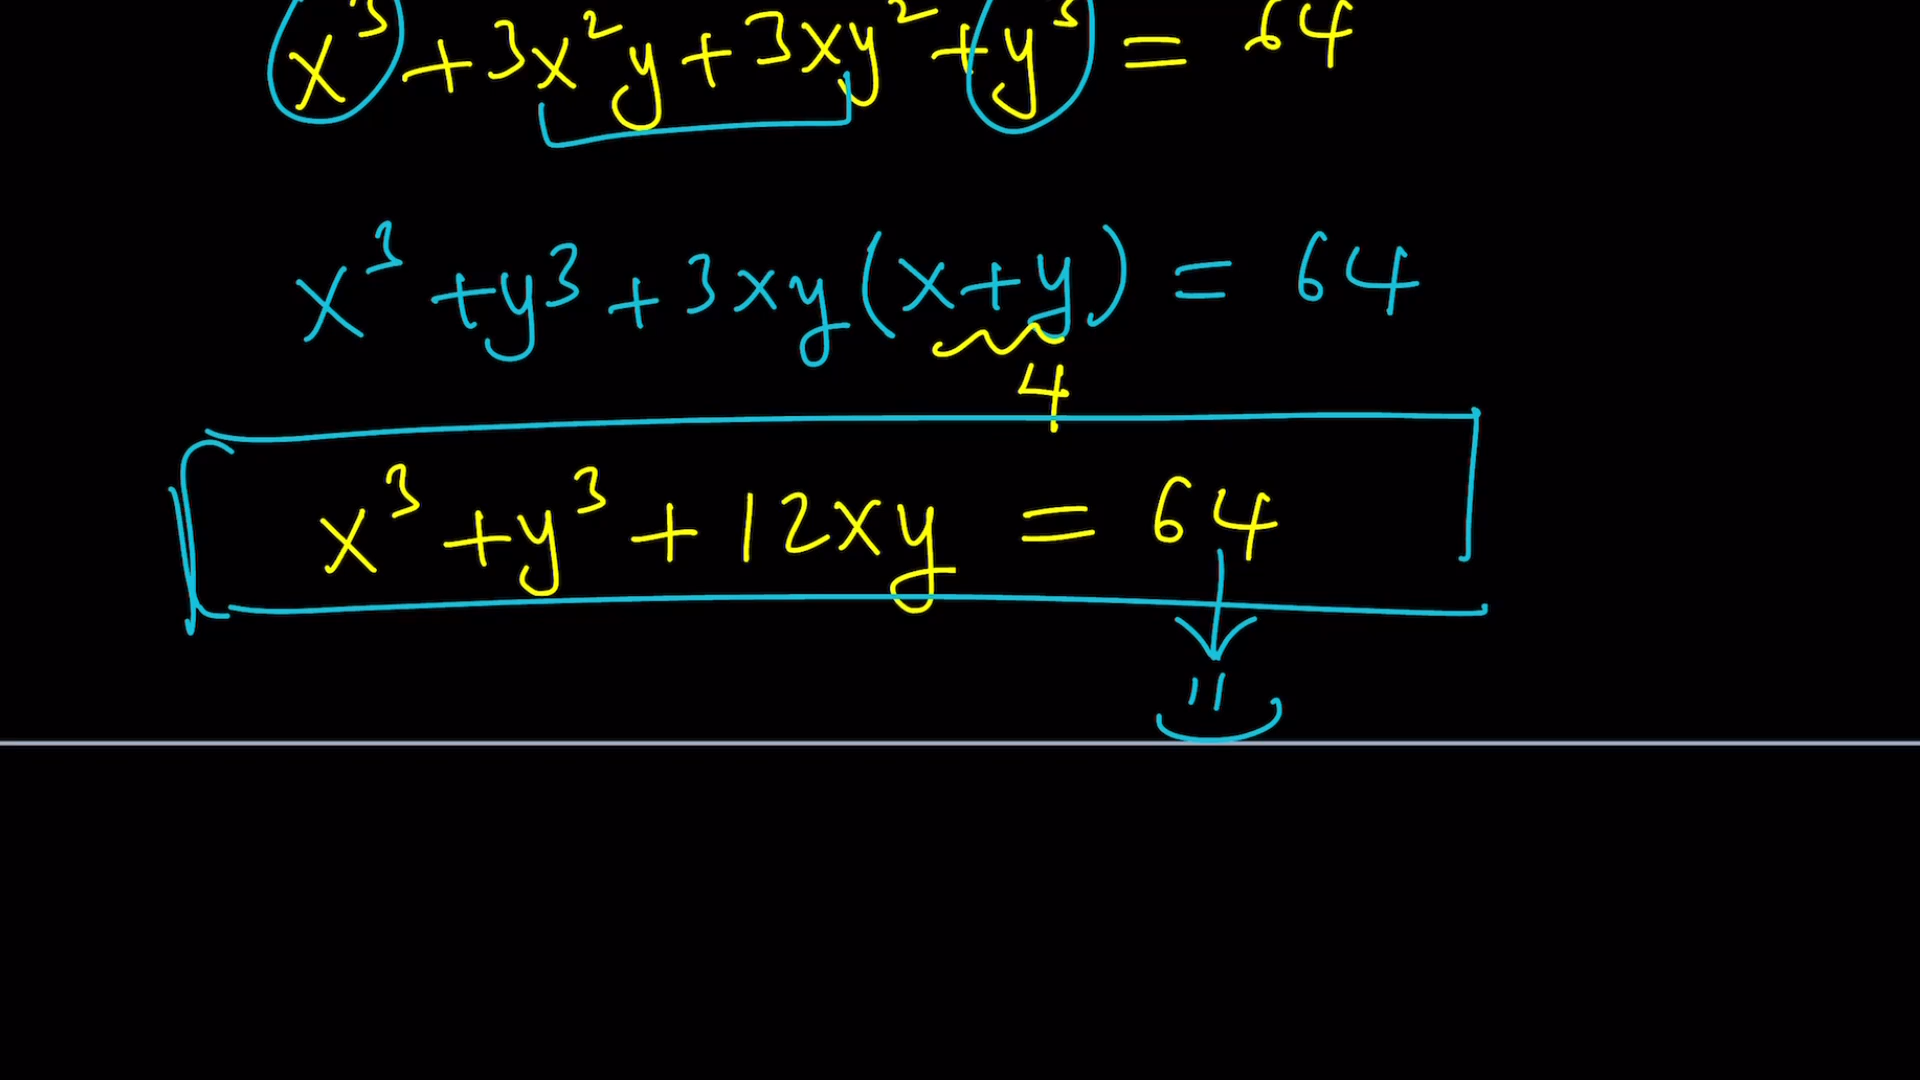 x³ + 3x²y + 3xy² + y³ = 64
x³ + y³ + 3xy(x+y) = 64
4
x³ + y³ + 12xy = 64